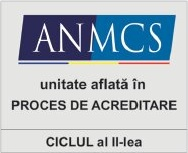 ANMCS
unitate aflată în
PROCES DE ACREDITARE
CICLUL al II-lea